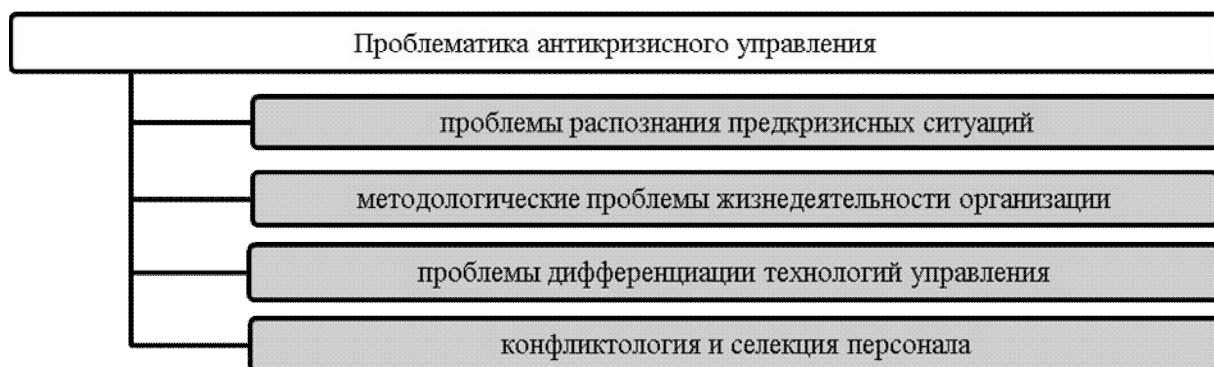 Проблематика антикризисного управления
проблемы распознания предкризисных ситуаций
методологические проблемы жизнедеятельности организации
проблемы дифференциации технологий управления
конфликтология и селекция персонала